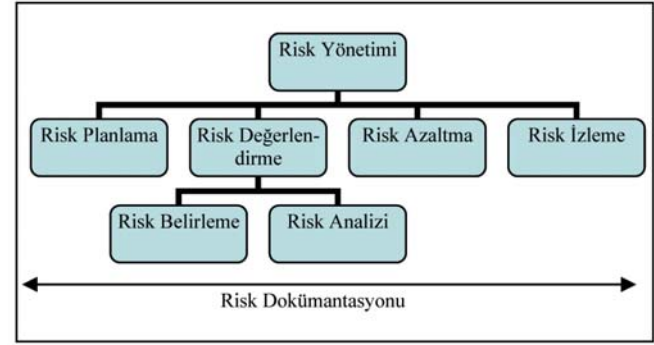 Risk Yönetimi
Risk Planlama
Risk Değerlen-
dirme
Risk Azaltma
Risk İzleme
Risk Belirleme
Risk Analizi
Risk Dokümantasyonu